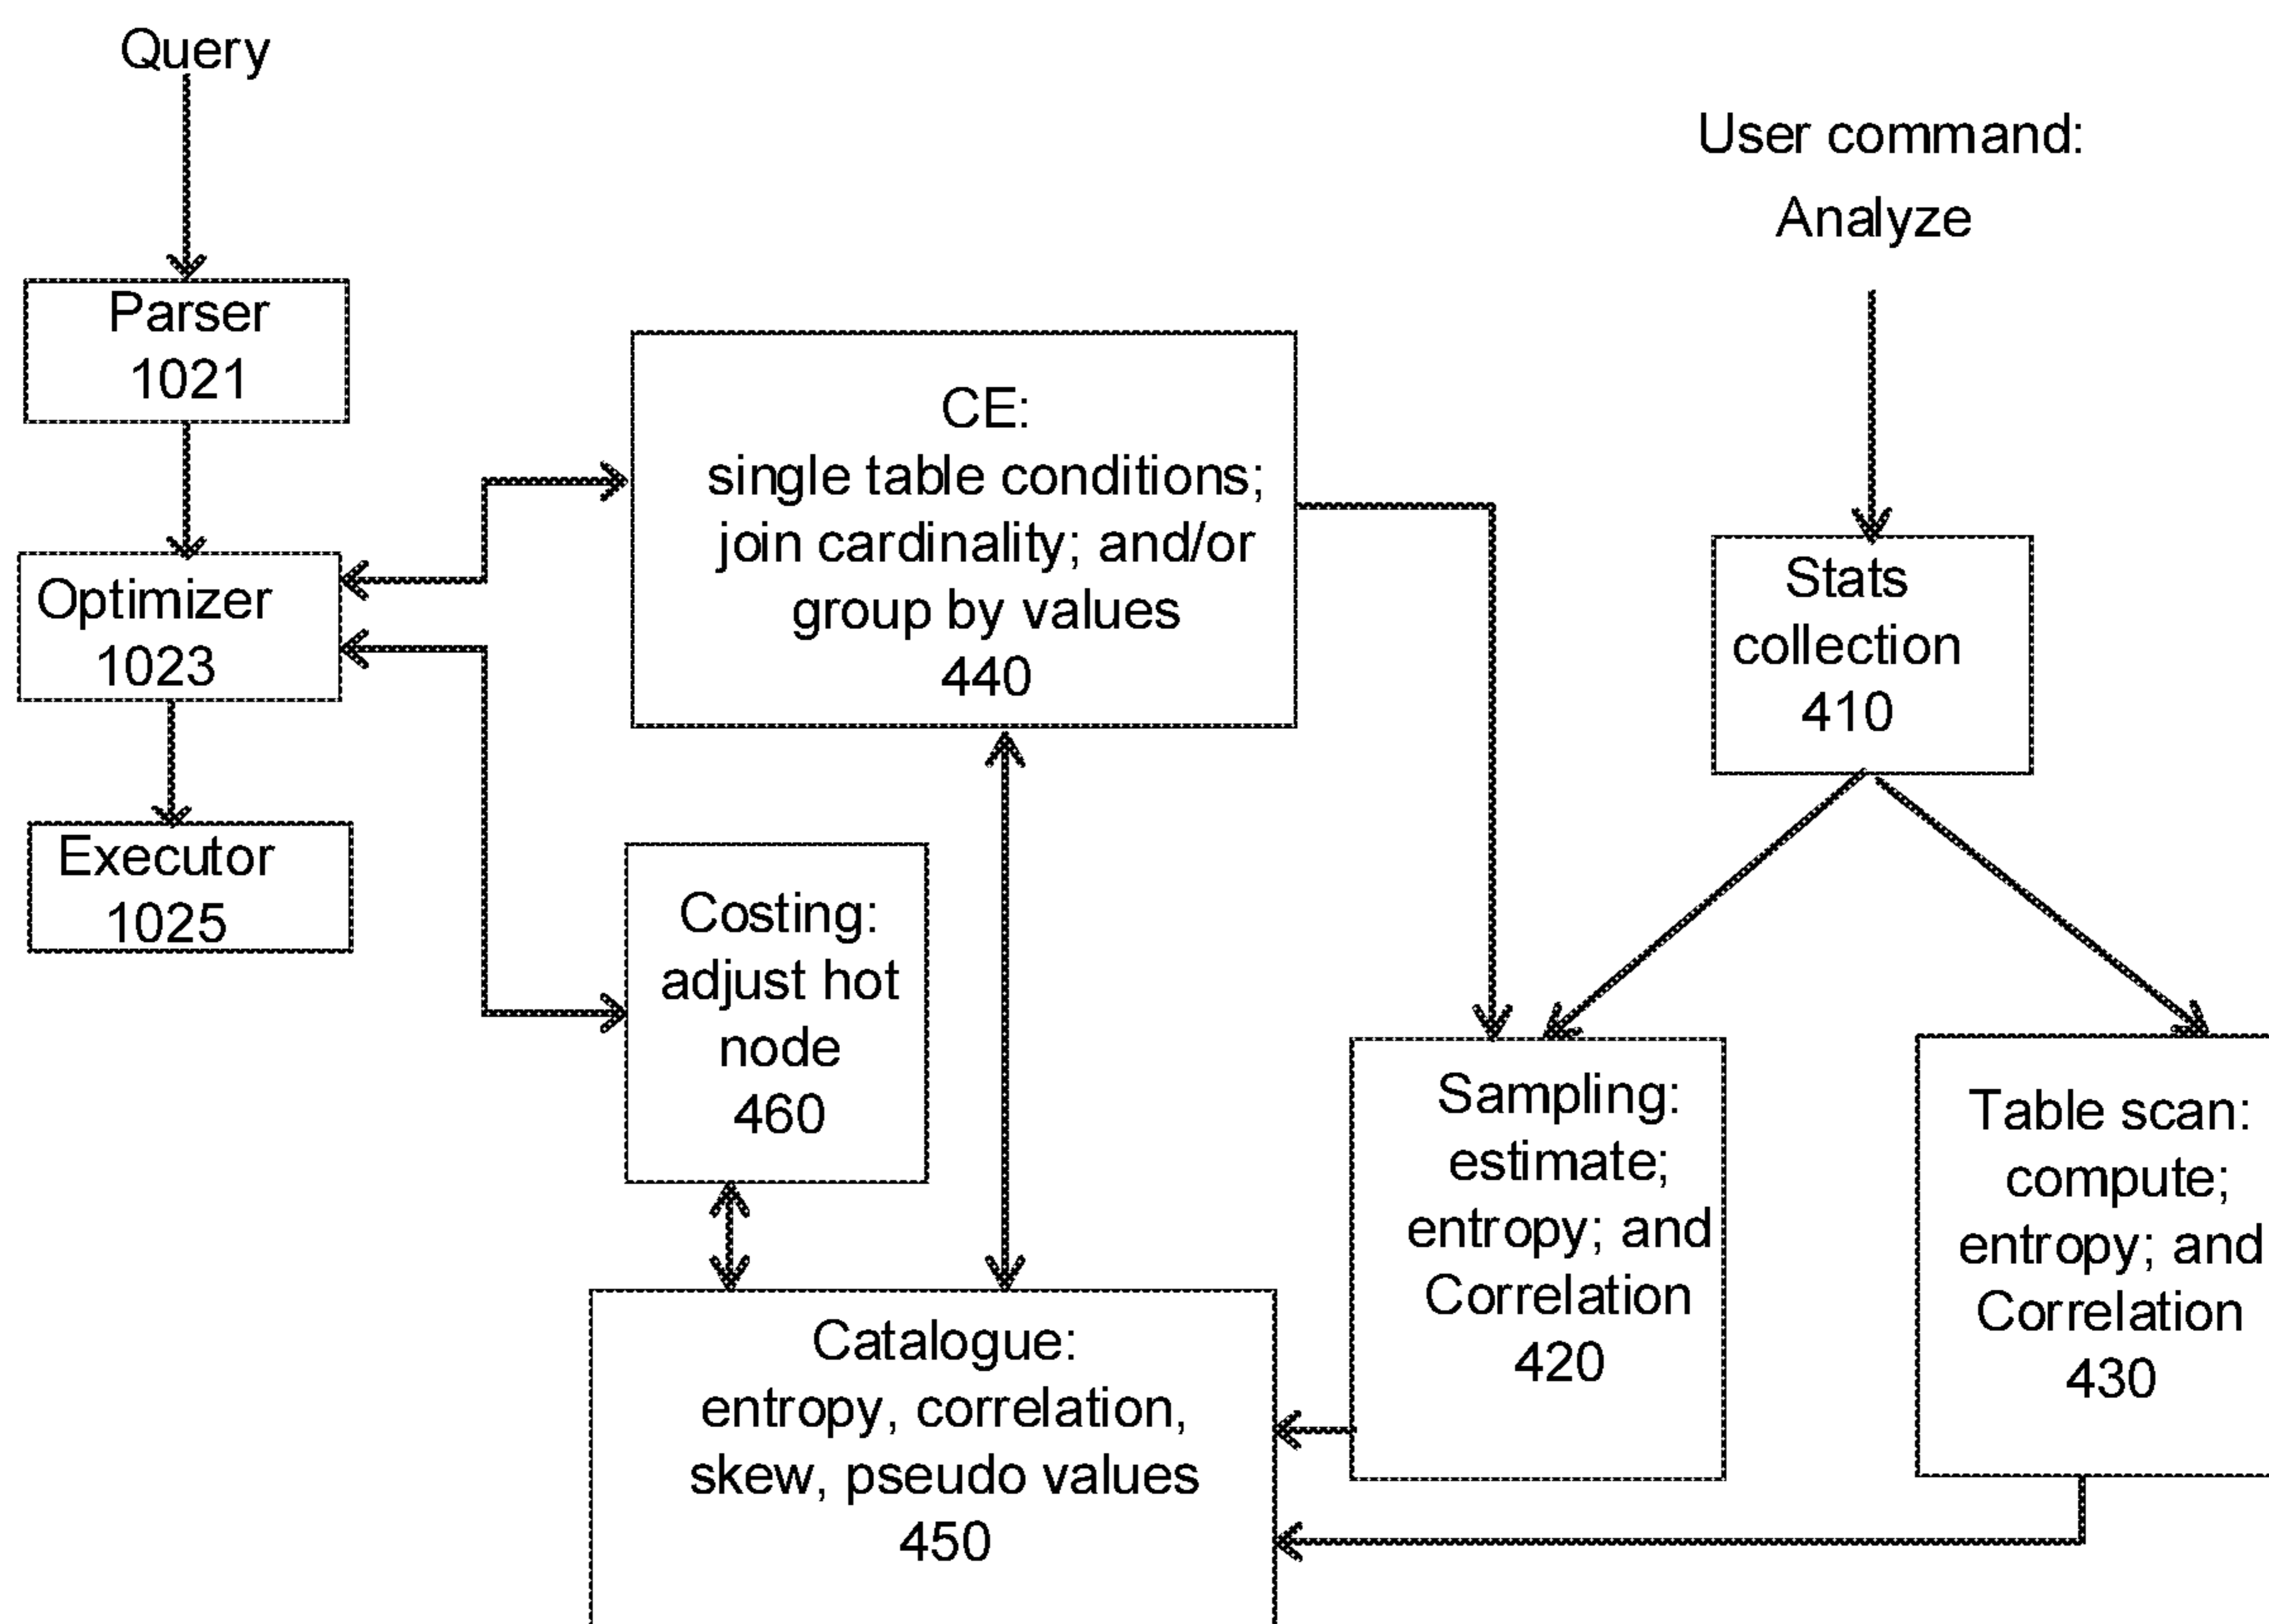 Query
User command:
Analyze
Parser
1021
CE:
single table conditions;
join cardinality; and/or
group by values
440
Optimizer
1023
Stats
collection
410
Executor
1025
Costing:
adjust hot
node
460
Sampling:
estimate;
entropy; and
Correlation
420
Table scan:
compute;
entropy; and
Correlation
430
Catalogue:
entropy, correlation,
skew, pseudo values
450